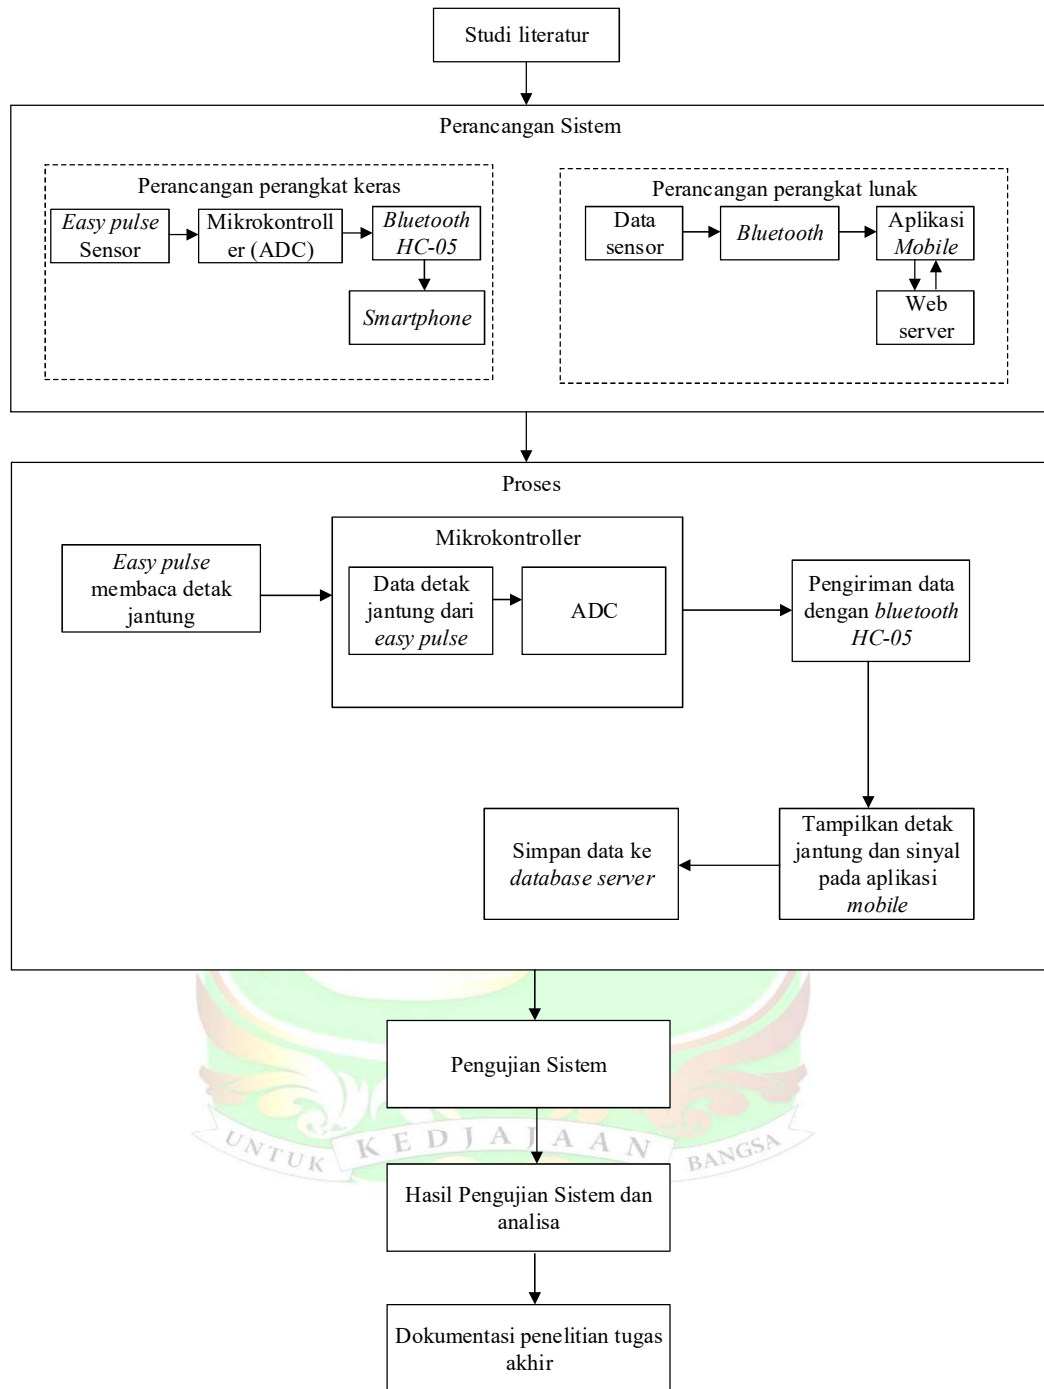 Studi literatur
Perancangan Sistem
Perancangan perangkat keras
Easy pulse
Sensor
Mikrokontroll
er (ADC)
Bluetooth
HC-05
Smartphone
Perancangan perangkat lunak
Data
sensor
Bluetooth
Aplikasi
Mobile
Web
server
Proses
Easy pulse
membaca detak
jantung
Mikrokontroller
Data detak
jantung dari
easy pulse
ADC
Pengiriman data
dengan bluetooth
HC-05
Tampilkan detak
jantung dan sinyal
pada aplikasi
mobile
Simpan data ke
database server
Pengujian Sistem
UNTUK KEDJAJAAN BANGSA
Hasil Pengujian Sistem dan
analisa
Dokumentasi penelitian tugas
akhir